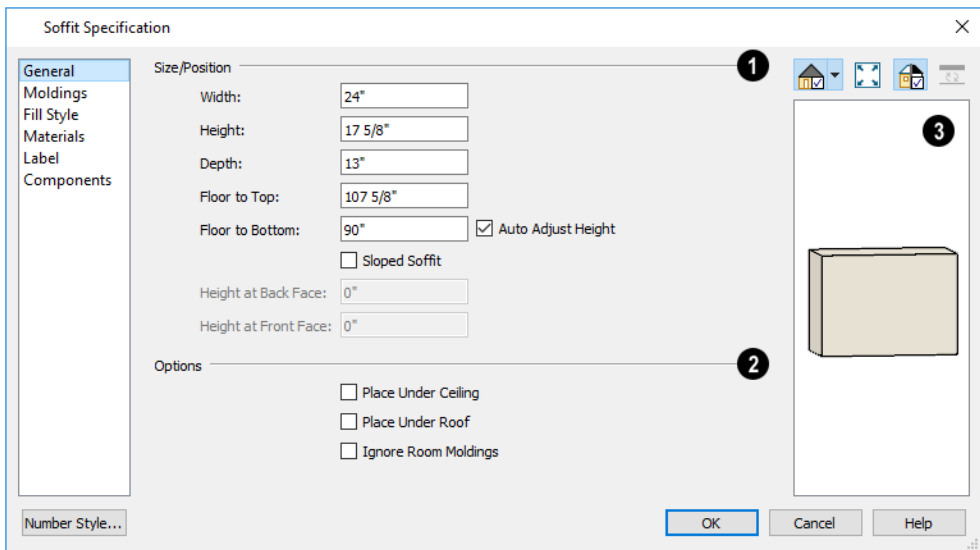 Soffit Specification
General
Moldings
Fill Style
Materials
Label
Components
Size/Position
1
Width: 24"
Height: 17 5/8"
Depth: 13"
Floor to Top: 107 5/8"
Floor to Bottom: 90" Auto Adjust Height
Sloped Soffit
Height at Back Face: 0"
Height at Front Face: 0"
Options
2
Place Under Ceiling
Place Under Roof
Ignore Room Moldings
3
Number Style...
OK Cancel Help